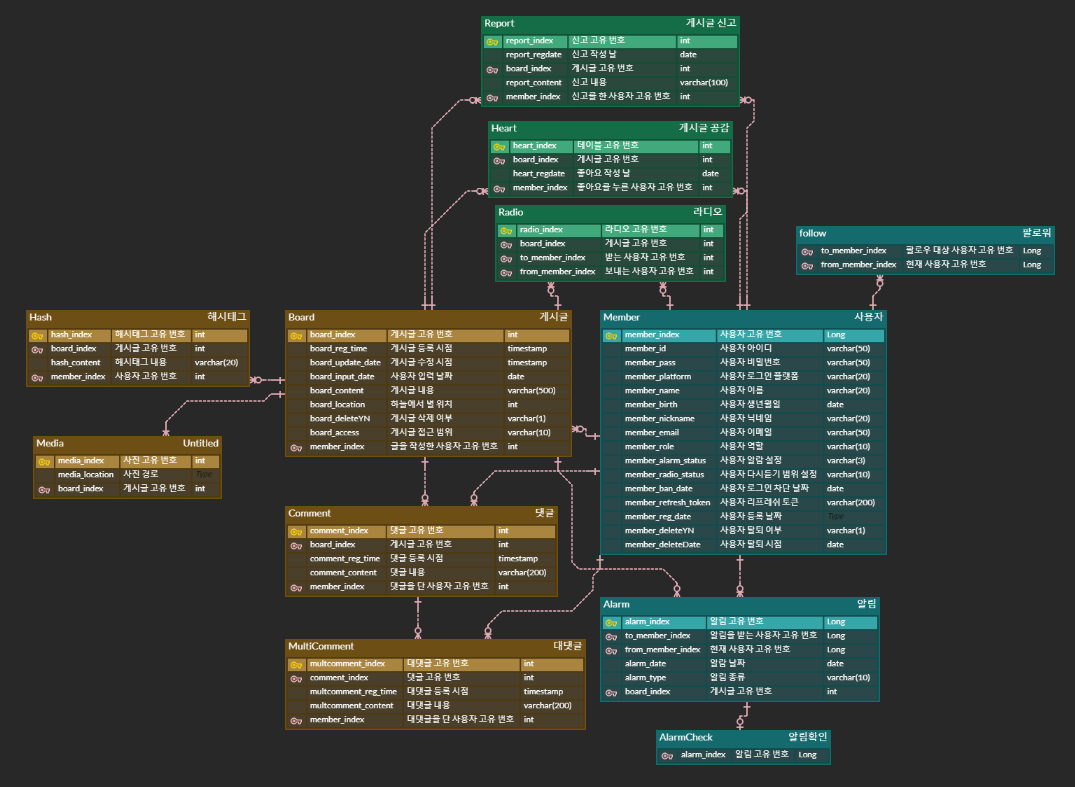 Report 게시글 신고
report_index 신고 고유 번호 int
report_regdate 신고 작성 날 date
board_index 게시글 고유 번호 int
report_content 신고 내용 varchar(100)
member_index 신고을 한 사용자 고유 번호 int
Heart 게시글 공감
heart_index 테이블 고유 번호 int
board_index 게시글 고유 번호 int
heart_regdate 좋아요 작성 날 date
member_index 좋아요을 누른 사용자 고유 번호 int
Radio 라디오
radio_index 라디오 고유 번호 int
board_index 게시글 고유 번호 int
to_member_index 받는 사용자 고유 번호 int
from_member_index 보내는 사용자 고유 번호 int
follow 팔로워
to_member_index 팔로우 대상 사용자 고유 번호 Long
from_member_index 현재 사용자 고유 번호 Long
Hash 해시태그
hash_index 해시태그 고유 번호 int
board_index 게시글 고유 번호 int
hash_content 해시태그 내용 varchar(20)
member_index 사용자 고유 번호 int
Board 게시글
board_index 게시글 고유 번호 int
board_reg_time 게시글 등록 시점 timestamp
board_update_date 게시글 수정 시점 timestamp
board_input_date 사용자 입력 날짜 date
board_content 게시글 내용 varchar(500)
board_location 하늘에서 별 위치 int
board_deleteYN 게시글 삭제 여부 varchar(1)
board_access 게시글 접근 범위 varchar(10)
member_index 글을 작성한 사용자 고유 번호 int
Member 사용자
member_index 사용자 고유 번호 Long
member_id 사용자 아이디 varchar(50)
member_pass 사용자 비밀번호 varchar(50)
member_platform 사용자 로그인 플랫폼 varchar(20)
member_name 사용자 이름 varchar(20)
member_birth 사용자 생년월일 date
member_nickname 사용자 닉네임 varchar(20)
member_email 사용자 이메일 varchar(50)
member_role 사용자 역할 varchar(10)
member_alarm_status 사용자 알람 설정 varchar(3)
member_radio_status 사용자 다시듣기 범위 설정 varchar(10)
member_ban_date 사용자 로그인 차단 날짜 date
member_refresh_token 사용자 리프레쉬 토큰 varchar(200)
member_reg_date 사용자 등록 날짜 Type
member_deleteYN 사용자 탈퇴 여부 varchar(1)
member_deleteDate 사용자 탈퇴 시점 date
Media Untitled
media_index 사진 고유 번호 int
media_location 사진 경로 Type
board_index 게시글 고유 번호 int
Comment 댓글
comment_index 댓글 고유 번호 int
board_index 게시글 고유 번호 int
comment_reg_time 댓글 등록 시점 timestamp
comment_content 댓글 내용 varchar(200)
member_index 댓글을 단 사용자 고유 번호 int
MultiComment 대댓글
multcomment_index 대댓글 고유 번호 int
comment_index 댓글 고유 번호 int
multcomment_reg_time 대댓글 등록 시점 timestamp
multcomment_content 대댓글 내용 varchar(200)
member_index 대댓글을 단 사용자 고유 번호 int
Alarm 알림
alarm_index 알림 고유 번호 Long
to_member_index 알림을 받는 사용자 고유 번호 Long
from_member_index 현재 사용자 고유 번호 Long
alarm_date 알람 날짜 date
alarm_type 알림 종류 varchar(10)
board_index 게시글 고유 번호 int
AlarmCheck 알림확인
alarm_index 알림 고유 번호 Long